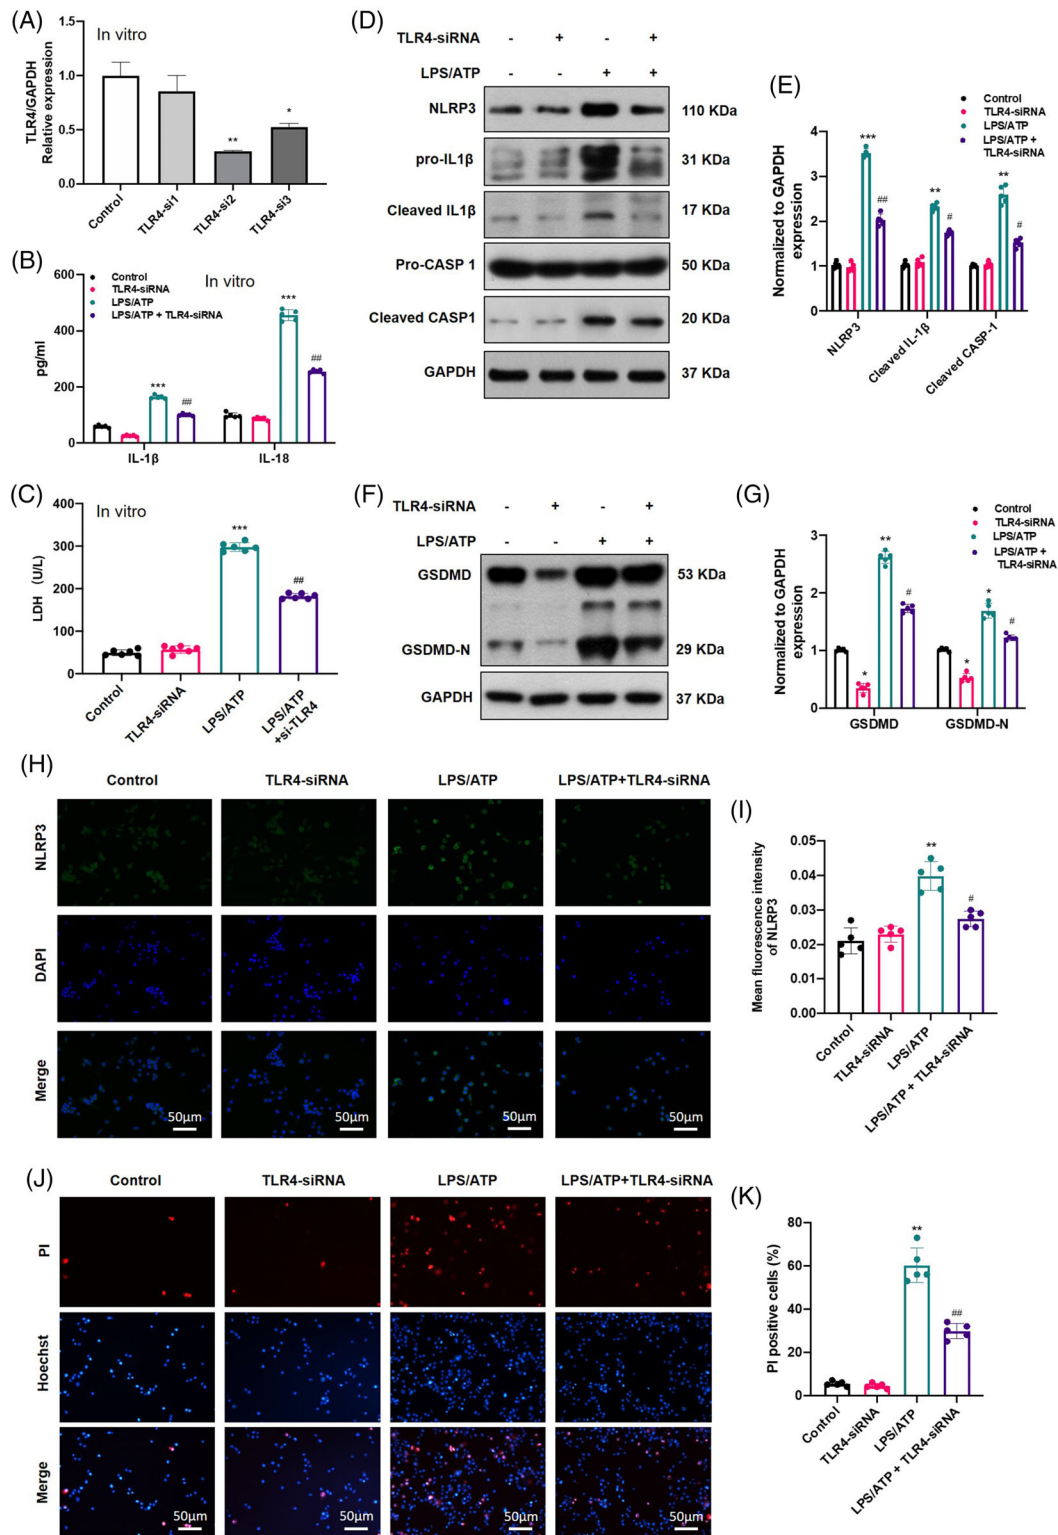 (A)
In vitro
TLR4/GAPDH
Relative expression
1.5
1.0
0.5
0.0
**
*
Control
TLR4-si1
TLR4-si2
TLR4-si3
(B)
In vitro
Control
TLR4-siRNA
LPS/ATP
LPS/ATP + TLR4-siRNA
pg/ml
600
400
200
0
***
##
***
##
IL-1β
IL-18
(C)
In vitro
LDH (U/L)
400
300
200
100
0
***
##
Control
TLR4-siRNA
LPS/ATP
LPS/ATP
+si-TLR4
(D)
TLR4-siRNA - + - +
LPS/ATP - - + +
NLRP3 110 KDa
pro-IL1β 31 KDa
Cleaved IL1β 17 KDa
Pro-CASP 1 50 KDa
Cleaved CASP1 20 KDa
GAPDH 37 KDa
(E)
Control
TLR4-siRNA
LPS/ATP
LPS/ATP +
TLR4-siRNA
Normalized to GAPDH
expression
4
3
2
1
0
***
##
**
#
**
#
NLRP3
Cleaved IL-1β
Cleaved CASP-1
(F)
TLR4-siRNA - + - +
LPS/ATP - - + +
GSDMD 53 KDa
GSDMD-N 29 KDa
GAPDH 37 KDa
(G)
Control
TLR4-siRNA
LPS/ATP
LPS/ATP +
TLR4-siRNA
Normalized to GAPDH
expression
3
2
1
0
*
**
#
*
*
#
GSDMD
GSDMD-N
(H)
Control TLR4-siRNA LPS/ATP LPS/ATP+TLR4-siRNA
NLRP3
DAPI
Merge
50μm 50μm 50μm 50μm
(I)
Mean fluorescence intensity
of NLRP3
0.05
0.04
0.03
0.02
0.01
0.00
**
#
Control
TLR4-siRNA
LPS/ATP
LPS/ATP + TLR4-siRNA
(J)
Control TLR4-siRNA LPS/ATP LPS/ATP+TLR4-siRNA
PI
Hoechst
Merge
50μm 50μm 50μm 50μm
(K)
PI positive cells (%)
80
60
40
20
0
**
##
Control
TLR4-siRNA
LPS/ATP
LPS/ATP + TLR4-siRNA